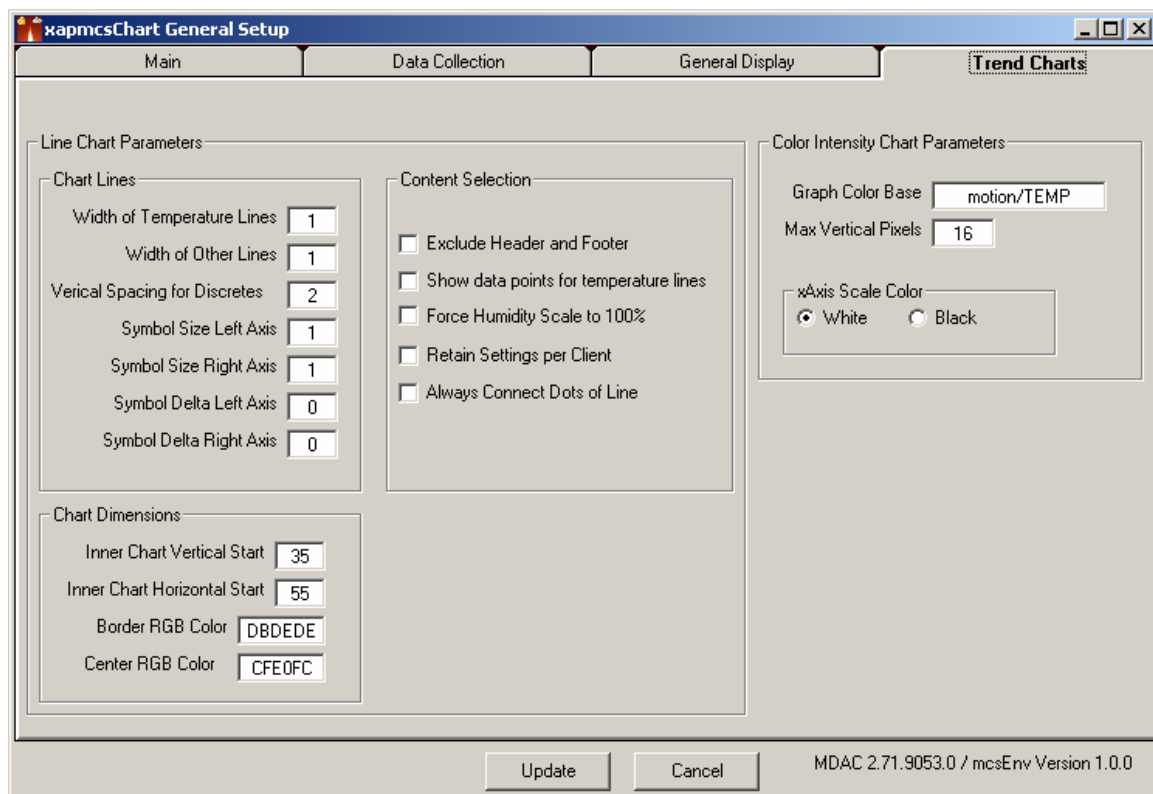 xapmcsChart General Setup
Main
Data Collection
General Display
Trend Charts
Line Chart Parameters
Chart Lines
Width of Temperature Lines 1
Width of Other Lines 1
Verical Spacing for Discretes 2
Symbol Size Left Axis 1
Symbol Size Right Axis 1
Symbol Delta Left Axis 0
Symbol Delta Right Axis 0
Content Selection
Exclude Header and Footer
Show data points for temperature lines
Force Humidity Scale to 100%
Retain Settings per Client
Always Connect Dots of Line
Chart Dimensions
Inner Chart Vertical Start 35
Inner Chart Horizontal Start 55
Border RGB Color DBDEDE
Center RGB Color CFE0FC
Color Intensity Chart Parameters
Graph Color Base motion/TEMP
Max Vertical Pixels 16
xAxis Scale Color
White Black
Update
Cancel
MDAC 2.71.9053.0 / mcsEnv Version 1.0.0